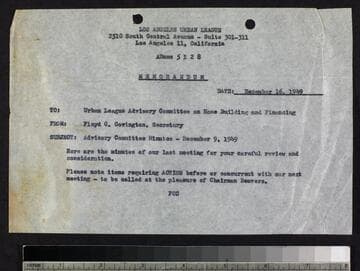 LOS ANGELES URBAN LEAGUE
2510 South Central Avenue - Suite 301-311
Los Angeles 11, California
ADams 5128
MEMORANDUM
DATE: December 16, 1949
TO: Urban League Advisory Committee on Home Building and Financing
FROM: Floyd C. Covington, Secretary
SUBJECT: Advisory Committee Minutes - December 9, 1949
Here are the minutes of our last meeting for your careful review and
consideration.
Please note items requiring ACTION before or concurrent with our next
meeting - to be called at the pleasure of Chairman Beavers.
FCC